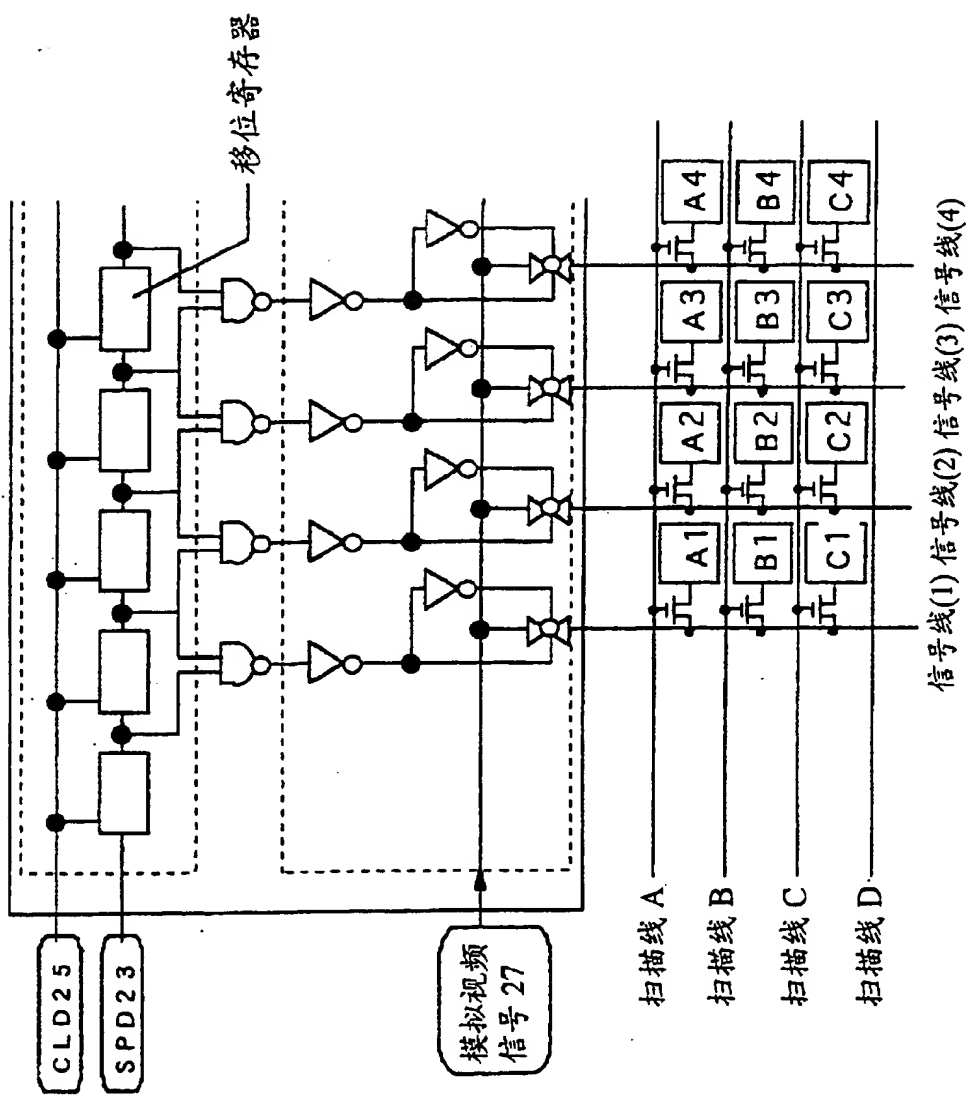 CLD25
SPD23
移位寄存器
模拟视频
信号 27
扫描线 A
扫描线 B
扫描线 C
扫描线 D
A1
A2
A3
A4
B1
B2
B3
B4
C1
C2
C3
C4
信号线(1) 信号线(2) 信号线(3) 信号线(4)